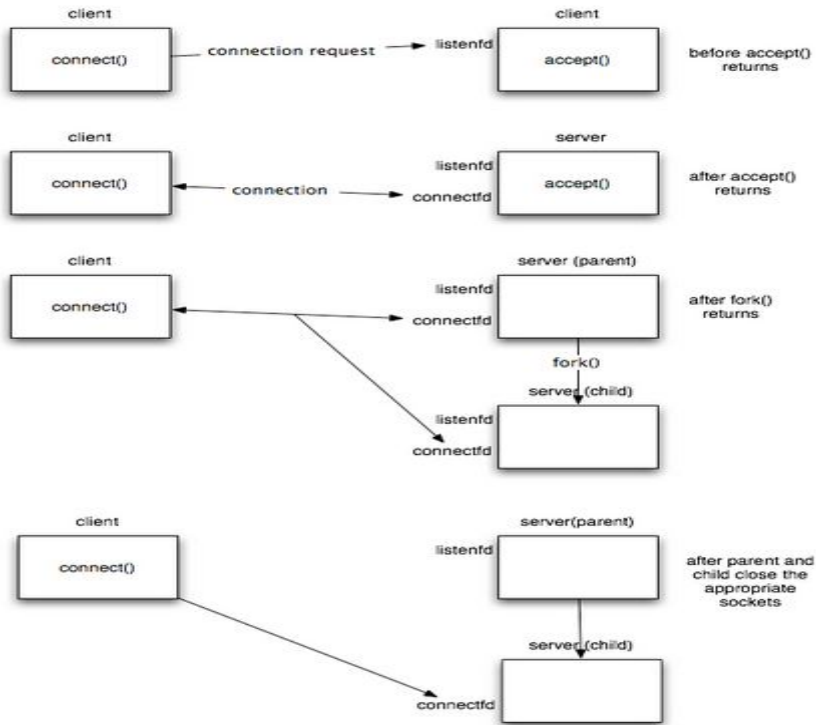 client
client
connect()
connection request
listenfd
accept()
before accept()
returns
client
server
connect()
connection
listenfd
connectfd
accept()
after accept()
returns
client
server (parent)
connect()
listenfd
connectfd
after fork()
returns
fork()
server (child)
listenfd
connectfd
client
server(parent)
connect()
listenfd
after parent and
child close the
appropriate
sockets
server (child)
connectfd